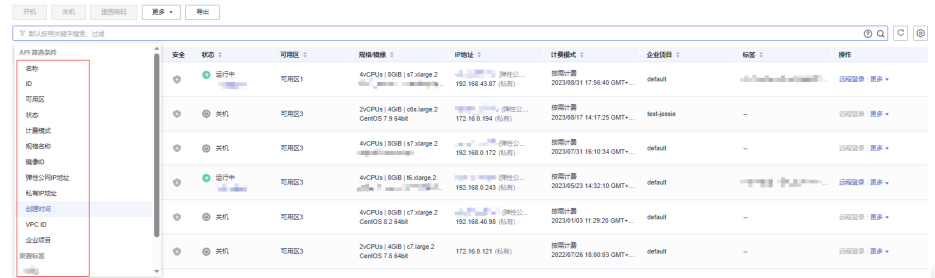 开机 关机 重置密码 更多 导出
默认按照关键字搜索、过滤
API 筛选条件
名称
ID
可用区
状态
计费模式
规格名称
镜像ID
弹性公网IP地址
私有IP地址
创建时间
VPC ID
企业项目
资源标签
安全 状态 可用区 规格/镜像 IP地址 计费模式 企业项目 标签 操作
运行中 可用区1 4vCPUs | 8GiB | s7.xlarge.2 (弹性公... 按需计费 default 远程登录 更多
192.168.43.87 (私有) 2023/08/31 17:56:40 GMT+...
关机 可用区3 2vCPUs | 4GiB | c6s.large.2 (弹性公... 按需计费 test-jessie – 远程登录 更多
CentOS 7.9 64bit 172.16.0.194 (私有) 2023/08/17 14:17:25 GMT+...
关机 可用区3 4vCPUs | 8GiB | s7.xlarge.2 (弹性公... 按需计费 default – 远程登录 更多
192.168.0.172 (私有) 2023/07/31 16:10:34 GMT+...
运行中 可用区3 4vCPUs | 8GiB | t6.xlarge.2 (弹性公... 按需计费 default 远程登录 更多
192.168.0.243 (私有) 2023/05/23 14:32:10 GMT+...
关机 可用区3 4vCPUs | 8GiB | c7.xlarge.2 (弹性公... 按需计费 default – 远程登录 更多
CentOS 8.2 64bit 192.168.40.98 (私有) 2023/01/03 11:29:20 GMT+...
关机 可用区3 2vCPUs | 4GiB | c7.large.2 172.16.0.121 (私有) 按需计费 default – 远程登录 更多
CentOS 7.6 64bit 2022/07/26 18:00:03 GMT+...